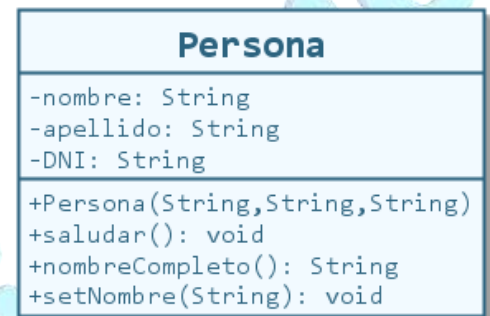 Persona
-nombre: String
-apellido: String
-DNI: String
+Persona(String,String,String)
+saludar(): void
+nombreCompleto(): String
+setNombre(String): void